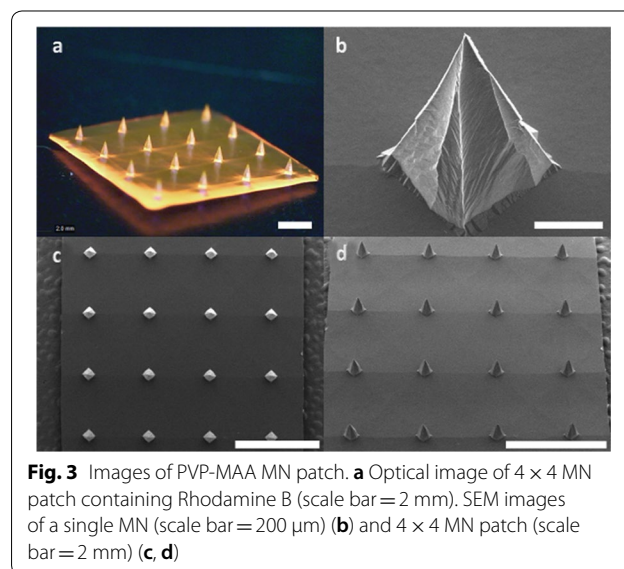 a
b
2.0 mm
c
d
Fig. 3 Images of PVP-MAA MN patch. a Optical image of 4 × 4 MN
patch containing Rhodamine B (scale bar = 2 mm). SEM images
of a single MN (scale bar = 200 μm) (b) and 4 × 4 MN patch (scale
bar = 2 mm) (c, d)